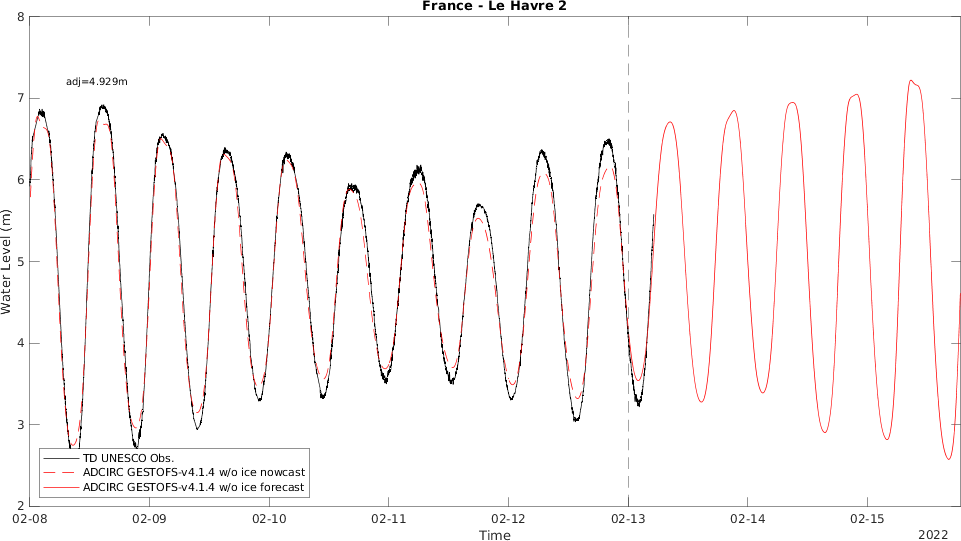 France - Le Havre 2
8
adj=4.929m
7
6
5
4
3
2
Water Level (m)
TD UNESCO Obs.
ADCIRC GESTOFS-v4.1.4 w/o ice nowcast
ADCIRC GESTOFS-v4.1.4 w/o ice forecast
02-08 02-09 02-10 02-11 02-12 02-13 02-14 02-15
Time
2022